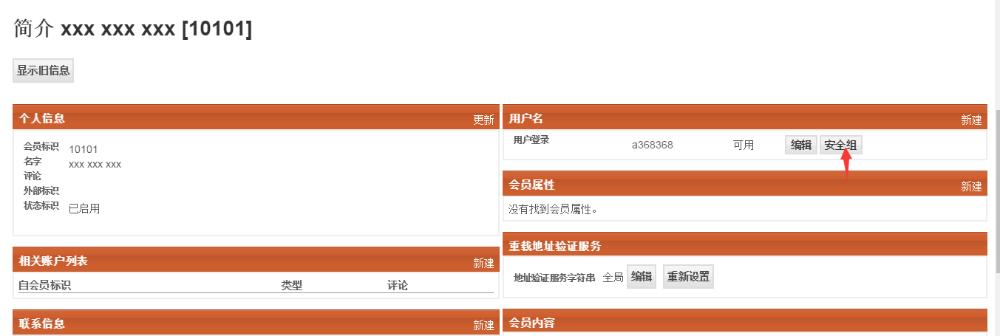 简介 xxx xxx xxx [10101]
显示旧信息
个人信息 更新
会员标识 10101
名字 xxx xxx xxx
评论
外部标识
状态标识 已启用
相关账户列表 新建
自会员标识 类型 评论
联系信息 新建
用户名 新建
用户登录 a368368 可用 编辑 安全组
会员属性 新建
没有找到会员属性。
重载地址验证服务
地址验证服务字符串 全局 编辑 重新设置
会员内容